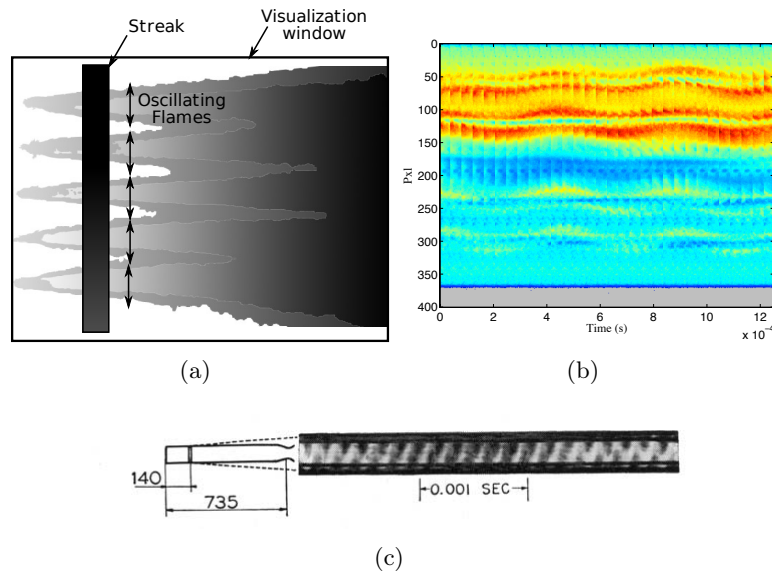 Streak
Visualization
window
Oscillating
Flames
(a)
0
50
100
150
200
250
300
350
400
Pxl
0
2
4
6
8
10
12
Time (s)
x 10⁻⁴
(b)
140
735
0.001 SEC
(c)